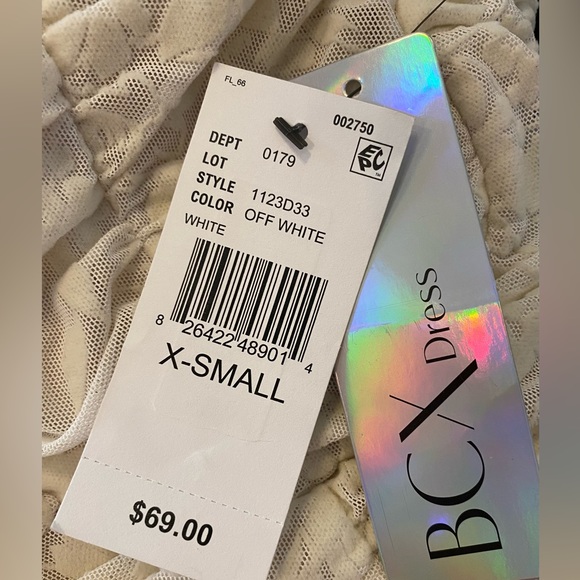 FL_66
002750
DEPT 0179
LOT
STYLE 1123D33
COLOR OFF WHITE
WHITE
EPC
8 26422 48901 4
X-SMALL
$69.00
BCX Dress